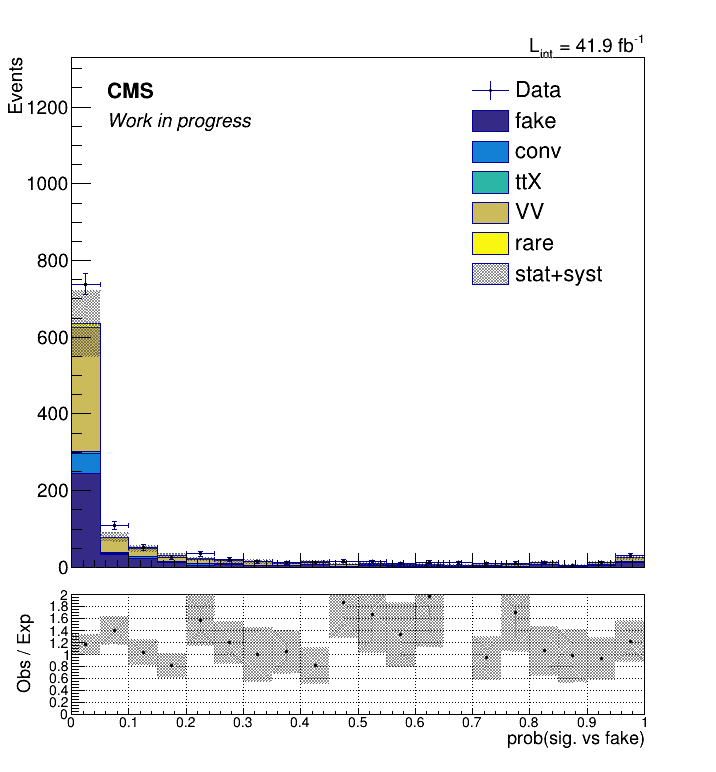 L_int = 41.9 fb^-1
Events
CMS
Work in progress
Data
fake
conv
ttX
VV
rare
stat+syst
1200
1000
800
600
400
200
0
Obs / Exp
2
1.8
1.6
1.4
1.2
1
0.8
0.6
0.4
0.2
0
0 0.1 0.2 0.3 0.4 0.5 0.6 0.7 0.8 0.9 1
prob(sig. vs fake)